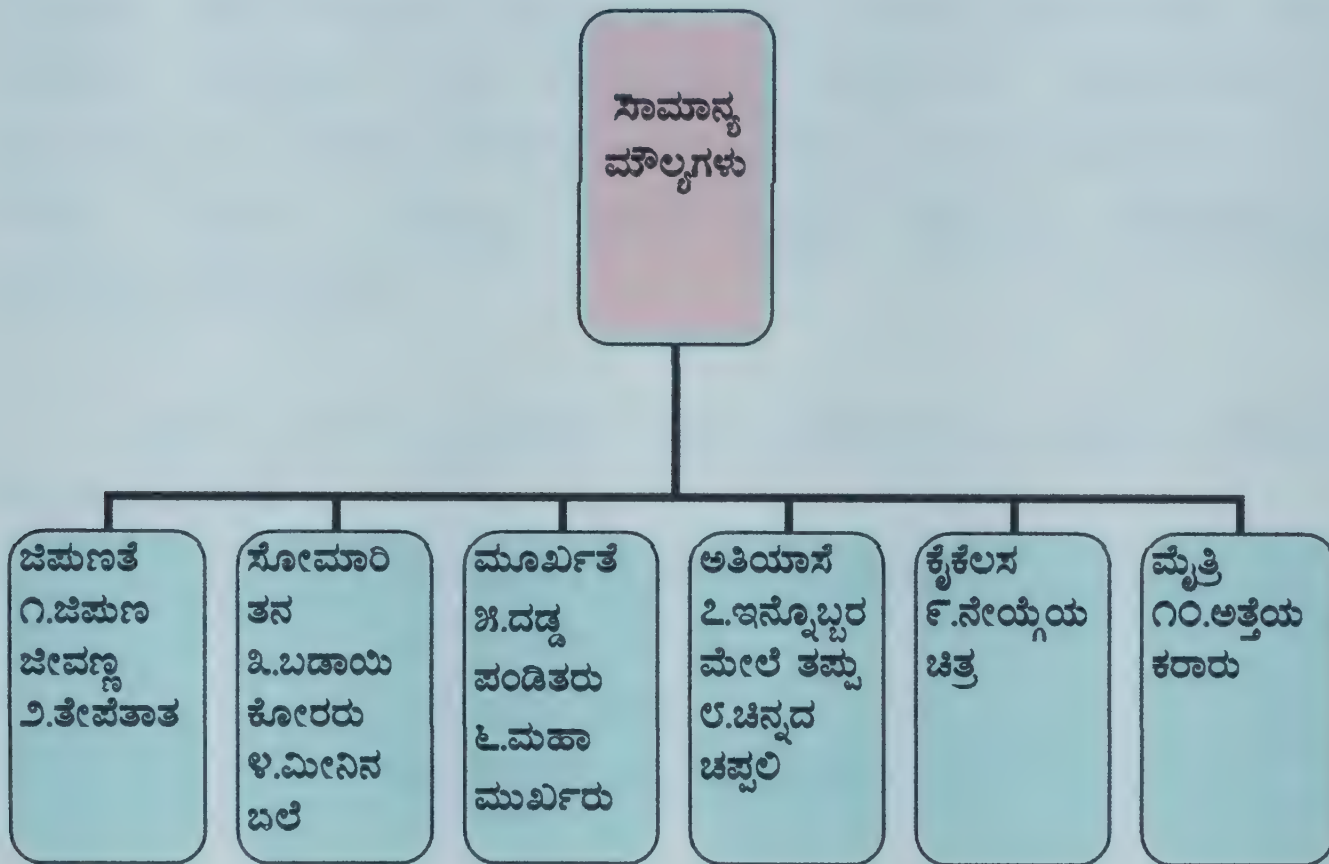 ಸಾಮಾನ್ಯ
ಮೌಲ್ಯಗಳು
ಜಿಪುಣತೆ
೧.ಜಿಪುಣ
ಜೀವಣ್ಣ
೨.ತೇಪೆತಾತ
ಸೋಮಾರಿ
ತನ
೩.ಬಡಾಯಿ
ಕೋರರು
೪.ಮೀನಿನ
ಬಲೆ
ಮೂರ್ಖತೆ
೫.ದಡ್ಡ
ಪಂಡಿತರು
೬.ಮಹಾ
ಮುರ್ಖರು
ಅತಿಯಾಸೆ
೭.ಇನ್ನೊಬ್ಬರ
ಮೇಲೆ ತಪ್ಪು
೮.ಚಿನ್ನದ
ಚಪ್ಪಲಿ
ಕೈಕೆಲಸ
೯.ನೇಯ್ಗೆಯ
ಚಿತ್ರ
ಮೈತ್ರಿ
೧೦.ಅತ್ತೆಯ
ಕರಾರು